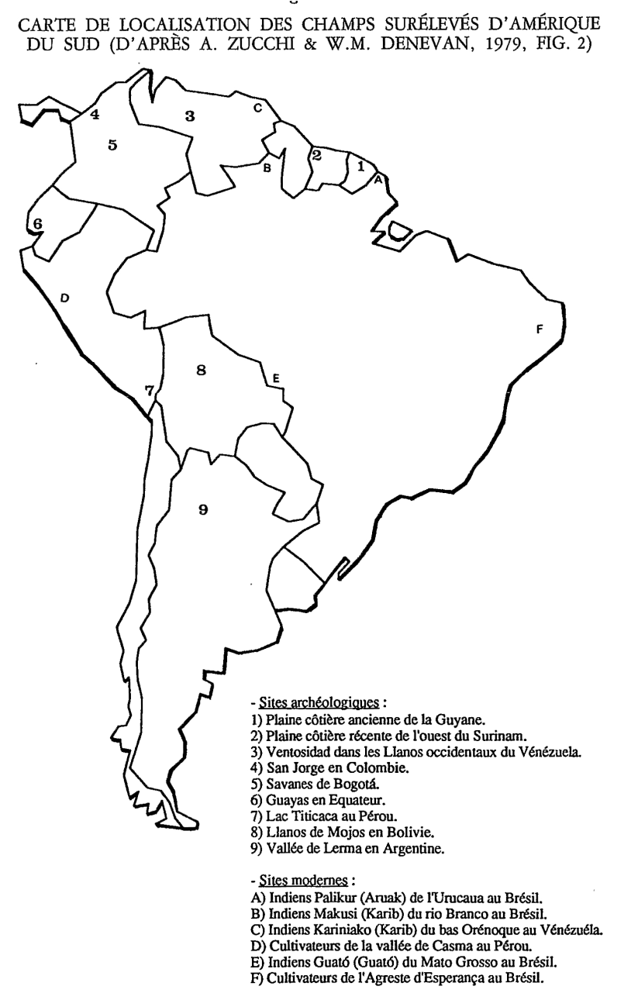 CARTE DE LOCALISATION DES CHAMPS SURÉLEVÉS D'AMÉRIQUE
DU SUD (D'APRÈS A. ZUCCHI & W.M. DENEVAN, 1979, FIG. 2)
C
4
3
5
2
1
B
A
6
D
F
8
E
7
9
- Sites archéologiques :
1) Plaine côtière ancienne de la Guyane.
2) Plaine côtière récente de l'ouest du Surinam.
3) Ventosidad dans les Llanos occidentaux du Vénézuela.
4) San Jorge en Colombie.
5) Savanes de Bogotá.
6) Guayas en Equateur.
7) Lac Titicaca au Pérou.
8) Llanos de Mojos en Bolivie.
9) Vallée de Lerma en Argentine.
- Sites modernes :
A) Indiens Palikur (Aruak) de l'Urucaua au Brésil.
B) Indiens Makusi (Karib) du rio Branco au Brésil.
C) Indiens Kariniako (Karib) du bas Orénoque au Vénézuéla.
D) Cultivateurs de la vallée de Casma au Pérou.
E) Indiens Guató (Guató) du Mato Grosso au Brésil.
F) Cultivateurs de l'Agreste d'Esperança au Brésil.